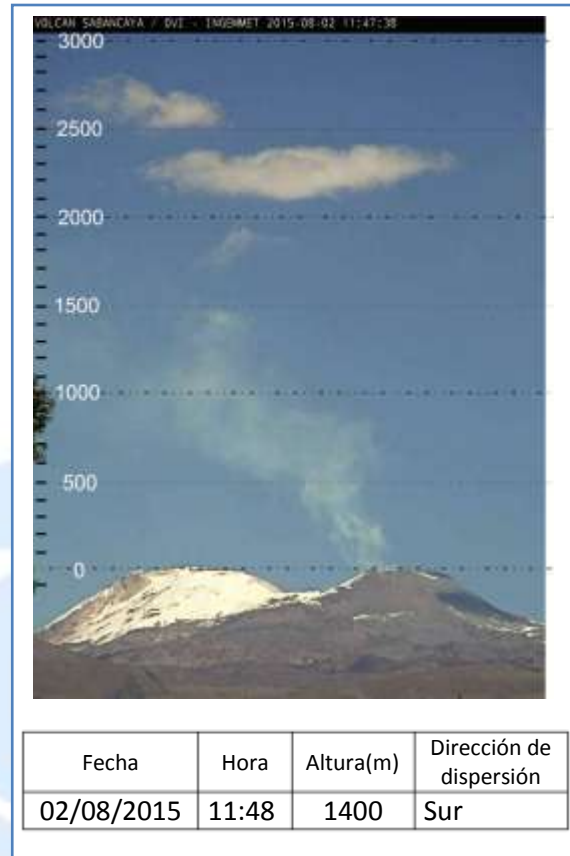 VOLCAN SABANCAYA / OVI - INGEMMET 2015-08-02 11:47:38
3000
2500
2000
1500
1000
500
0
Fecha Hora Altura(m) Dirección de dispersión
02/08/2015 11:48 1400 Sur